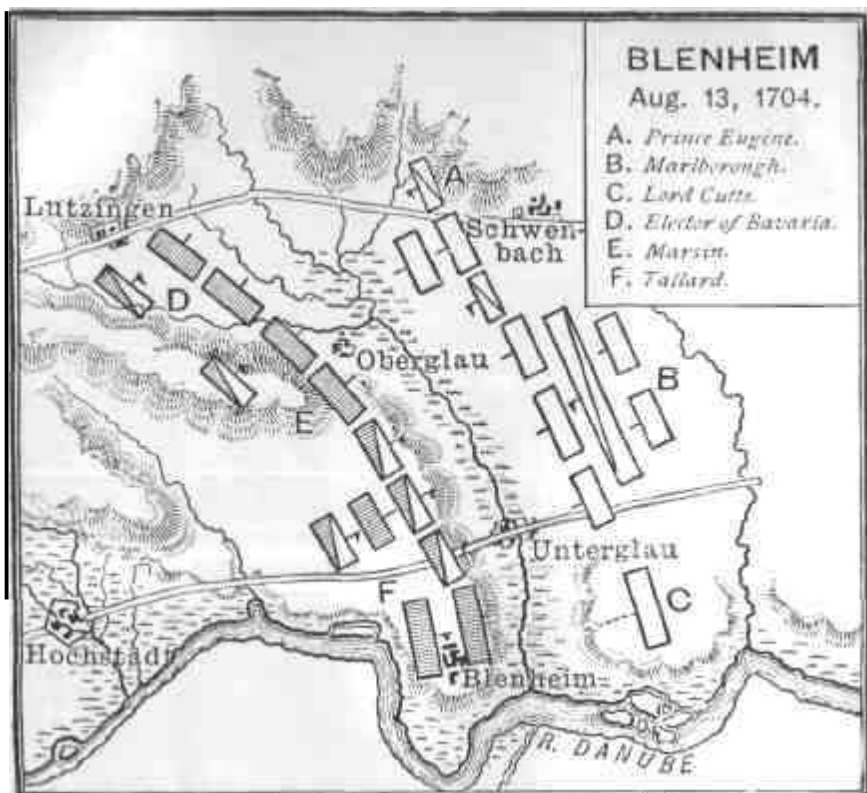 BLENHEIM
Aug. 13, 1704.
A. Prince Eugene.
B. Marlborough.
C. Lord Cutts.
D. Elector of Bavaria.
E. Marsin.
F. Tallard.
A
Lutzingen
Schwen-
bach
D
Oberglau
B
E
Unterglau
F
C
Hochstadt
Blenheim
R. DANUBE